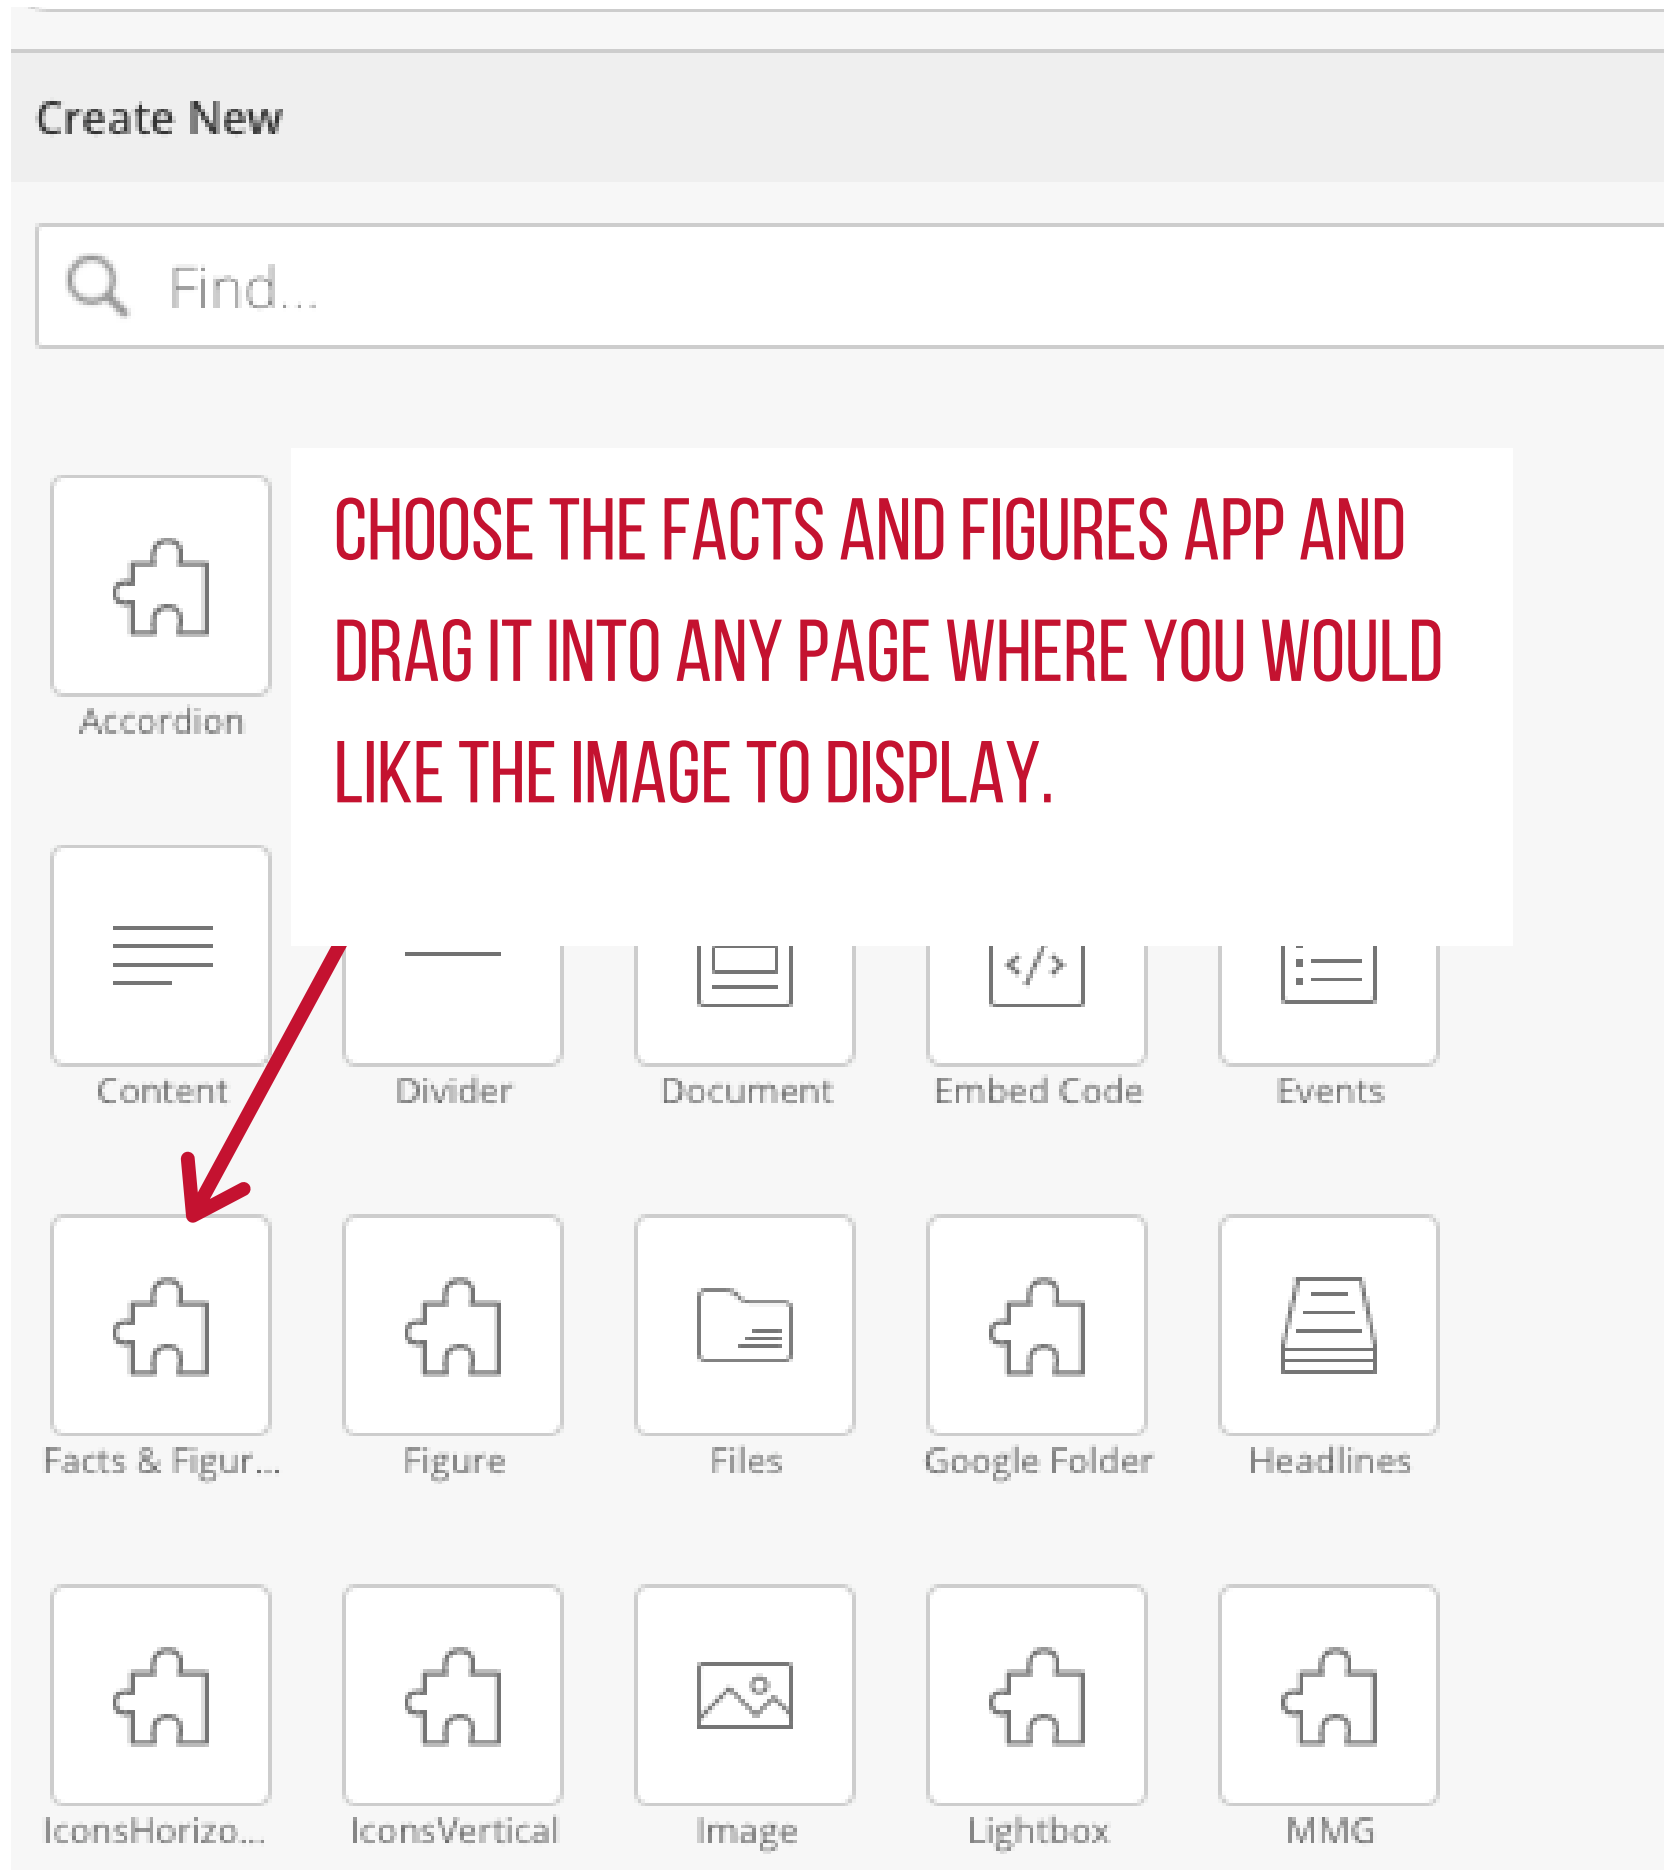 Create New
Find...
CHOOSE THE FACTS AND FIGURES APP AND
DRAG IT INTO ANY PAGE WHERE YOU WOULD
LIKE THE IMAGE TO DISPLAY.
Accordion
Content Divider Document Embed Code Events
Facts & Figur... Figure Files Google Folder Headlines
IconsHorizo... IconsVertical Image Lightbox MMG